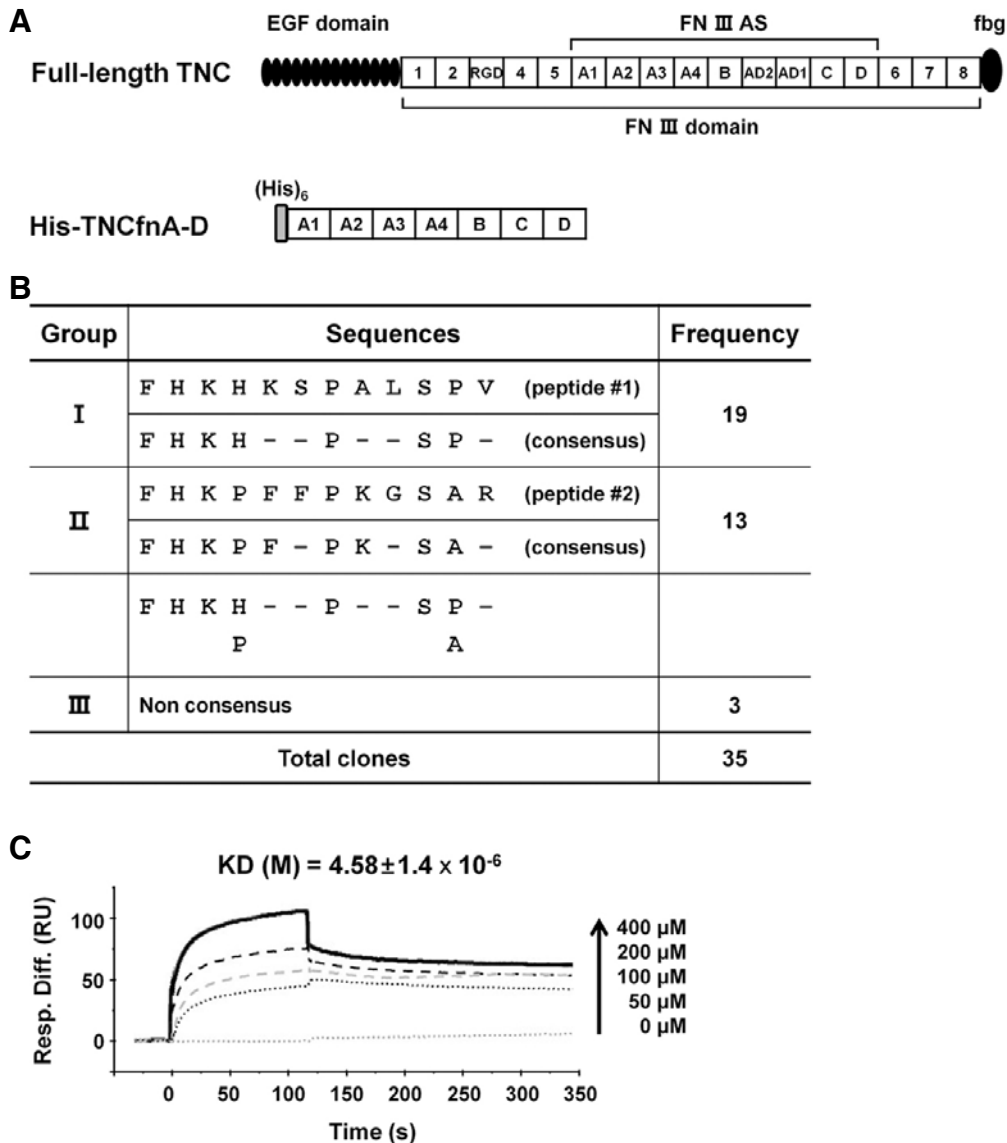 A
EGF domain
FN III AS
fbg
Full-length TNC
1 2 RGD 4 5 A1 A2 A3 A4 B AD2 AD1 C D 6 7 8
FN III domain
(His)6
His-TNCfnA-D
A1 A2 A3 A4 B C D
B
Group Sequences Frequency
I
F H K H K S P A L S P V (peptide #1)
F H K H – – P – – S P – (consensus)
19
II
F H K P F F P K G S A R (peptide #2)
F H K P F – P K – S A – (consensus)
13
F H K H – – P – – S P –
P A
III Non consensus 3
Total clones 35
C
KD (M) = 4.58±1.4 x 10-6
Resp. Diff. (RU)
100
50
0
0 50 100 150 200 250 300 350
Time (s)
400 µM
200 µM
100 µM
50 µM
0 µM